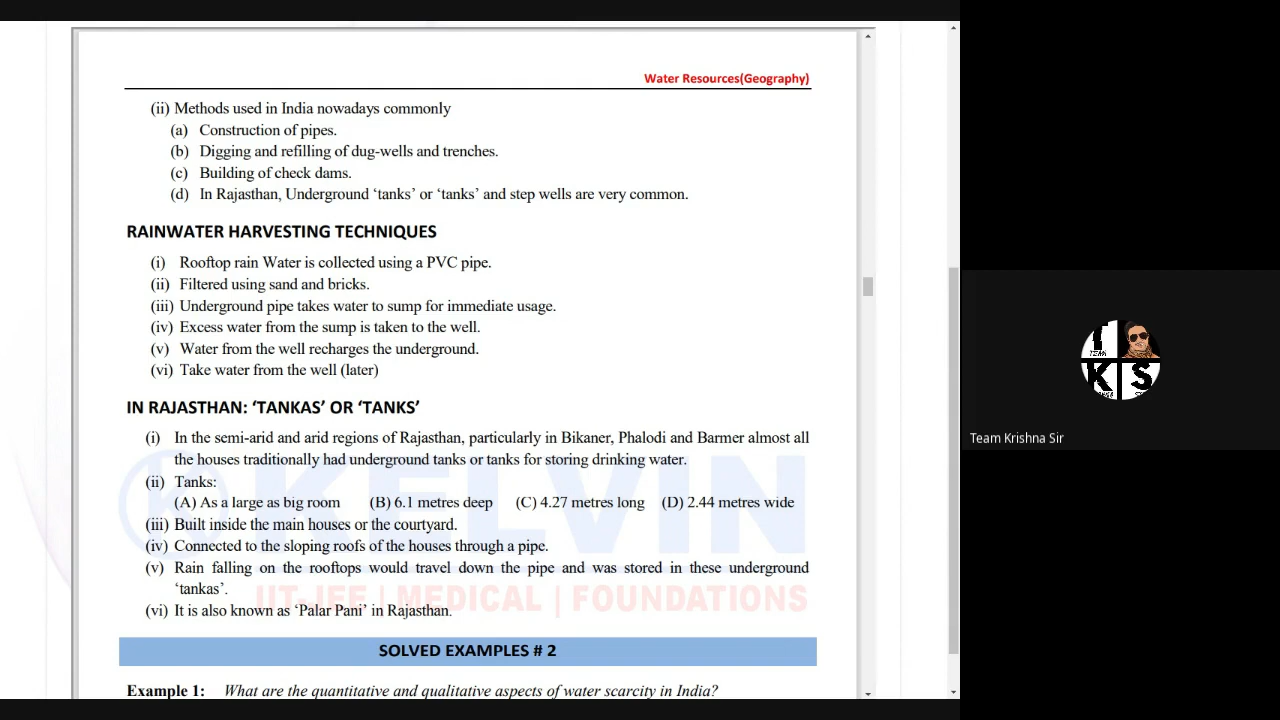 Water Resources(Geography)
(ii) Methods used in India nowadays commonly
(a) Construction of pipes.
(b) Digging and refilling of dug-wells and trenches.
(c) Building of check dams.
(d) In Rajasthan, Underground ‘tanks’ or ‘tanks’ and step wells are very common.
RAINWATER HARVESTING TECHNIQUES
(i) Rooftop rain Water is collected using a PVC pipe.
(ii) Filtered using sand and bricks.
(iii) Underground pipe takes water to sump for immediate usage.
(iv) Excess water from the sump is taken to the well.
(v) Water from the well recharges the underground.
(vi) Take water from the well (later)
IN RAJASTHAN: ‘TANKAS’ OR ‘TANKS’
(i) In the semi-arid and arid regions of Rajasthan, particularly in Bikaner, Phalodi and Barmer almost all
the houses traditionally had underground tanks or tanks for storing drinking water.
(ii) Tanks:
(A) As a large as big room (B) 6.1 metres deep (C) 4.27 metres long (D) 2.44 metres wide
(iii) Built inside the main houses or the courtyard.
(iv) Connected to the sloping roofs of the houses through a pipe.
(v) Rain falling on the rooftops would travel down the pipe and was stored in these underground
‘tankas’.
(vi) It is also known as ‘Palar Pani’ in Rajasthan.
KELVIN
IIT-JEE | MEDICAL | FOUNDATIONS
SOLVED EXAMPLES # 2
Example 1: What are the quantitative and qualitative aspects of water scarcity in India?
TEAM
K S
Team Krishna Sir